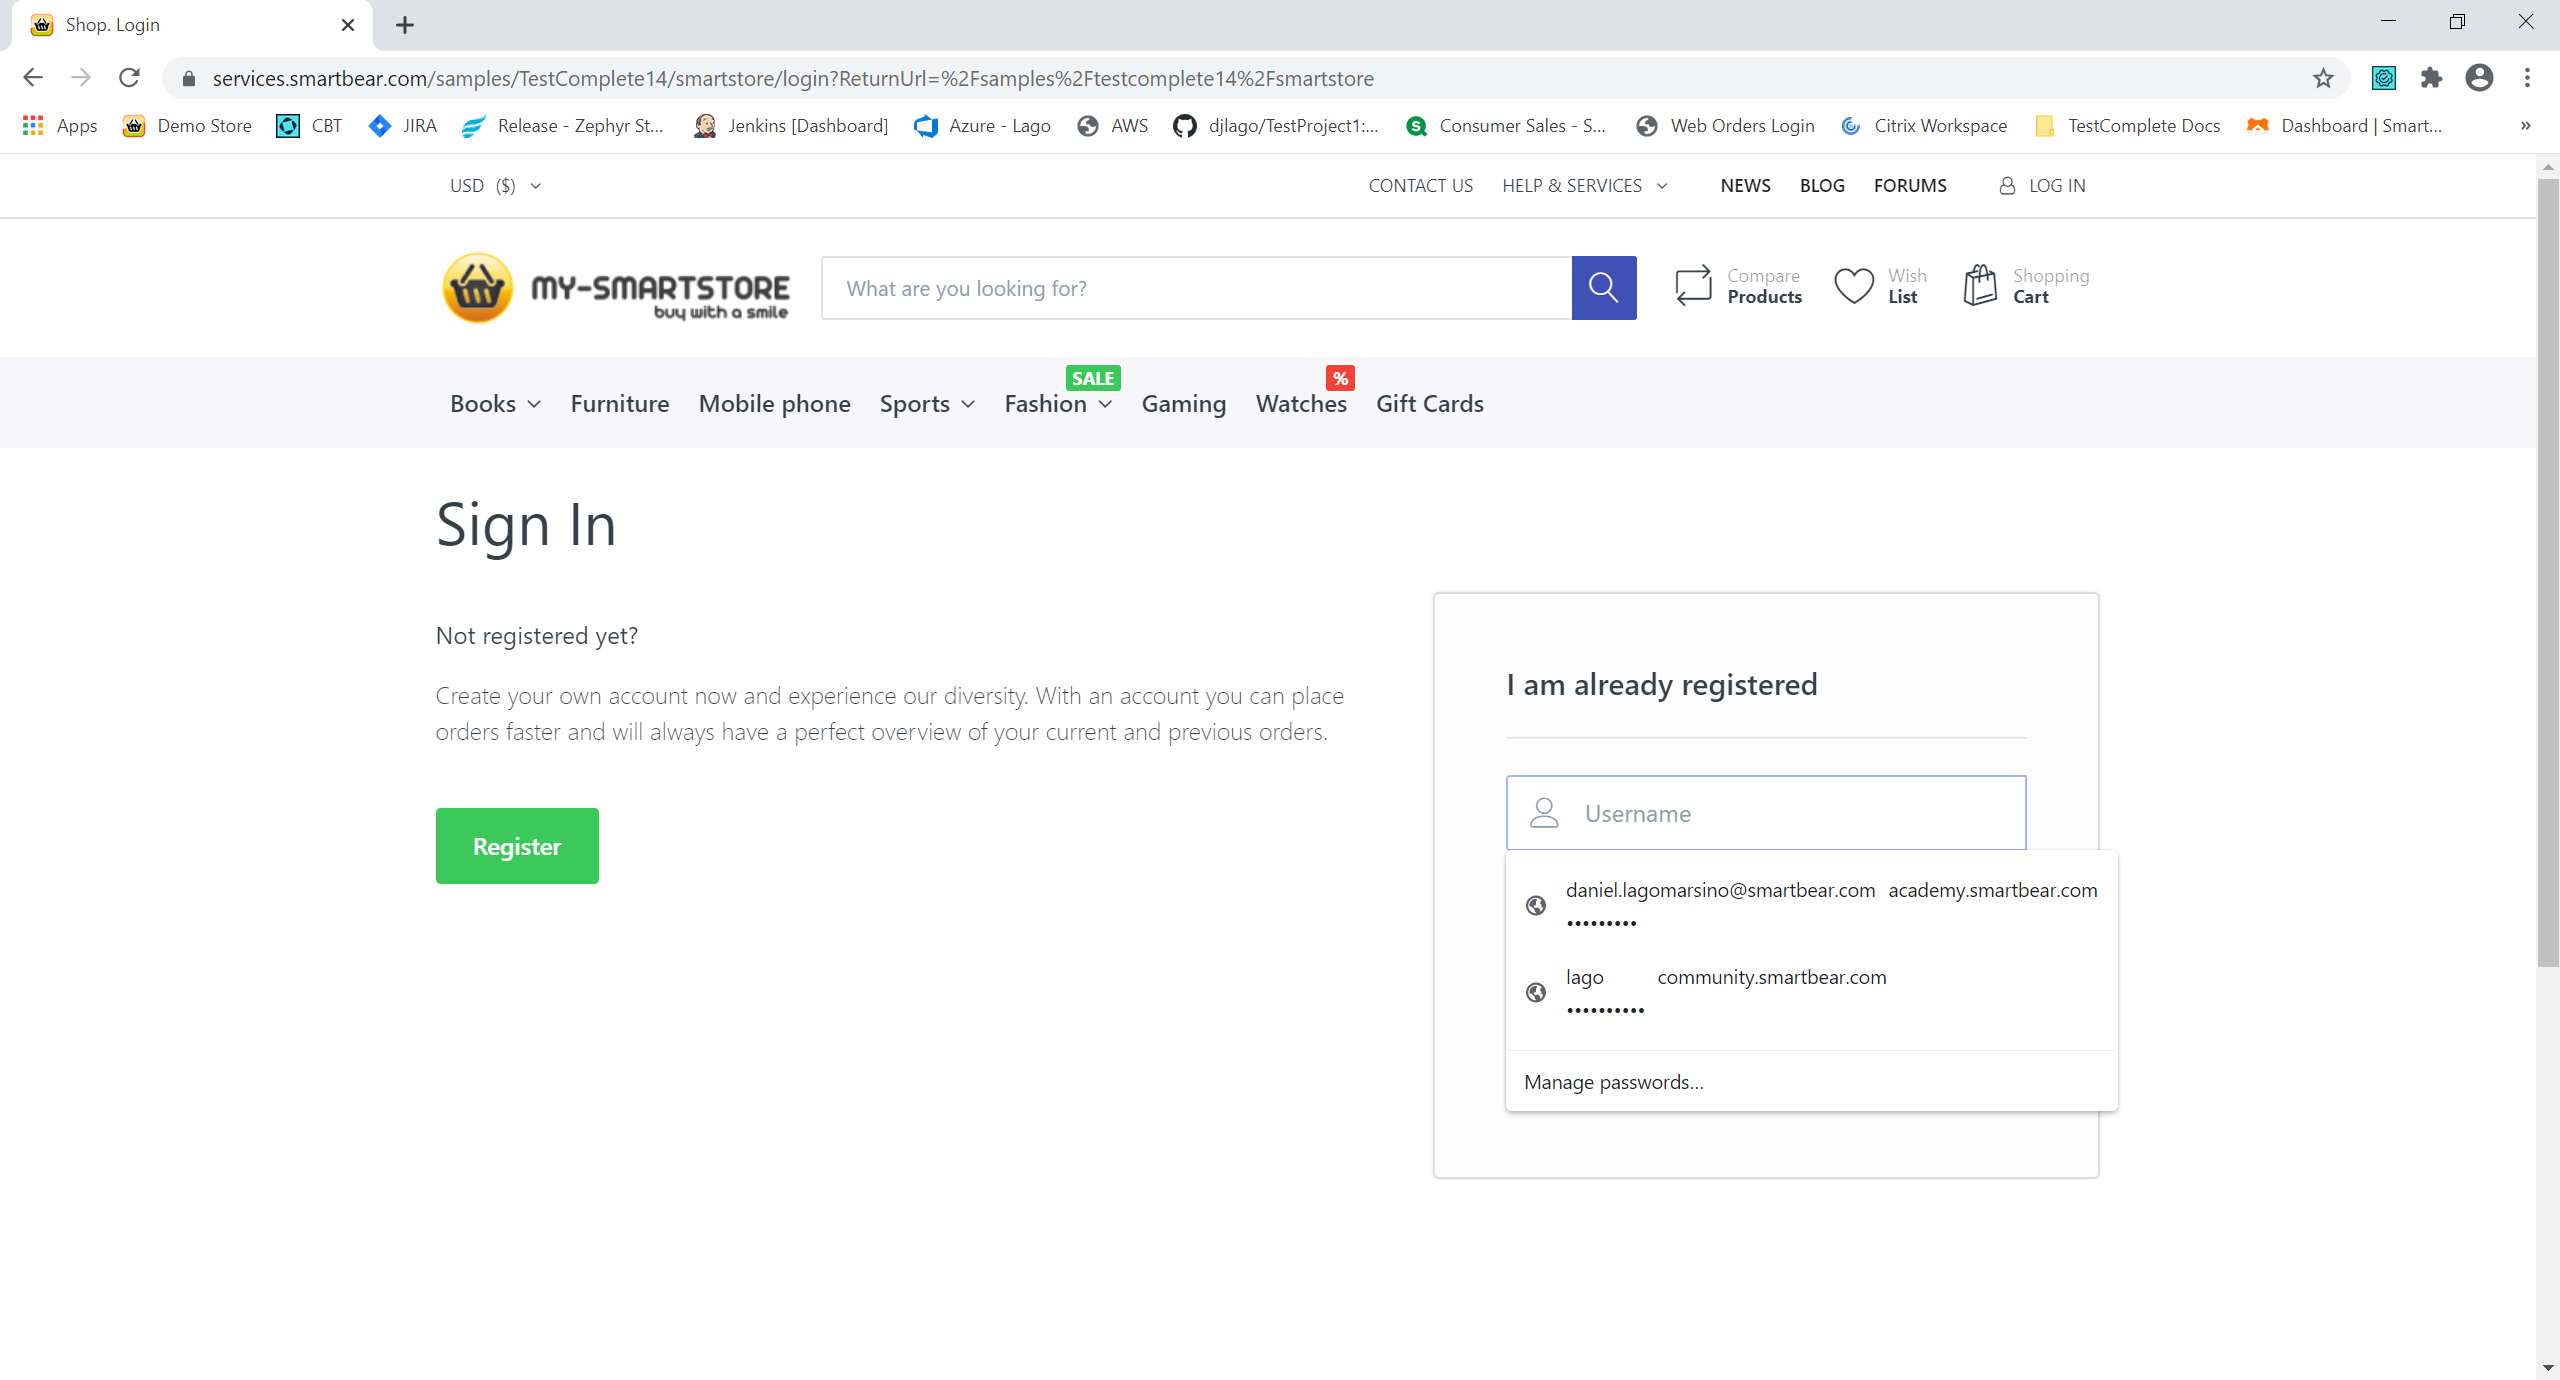 Shop. Login
services.smartbear.com/samples/TestComplete14/smartstore/login?ReturnUrl=%2Fsamples%2Ftestcomplete14%2Fsmartstore
Apps Demo Store CBT JIRA Release - Zephyr St... Jenkins [Dashboard] Azure - Lago AWS djlago/TestProject1:... Consumer Sales - S... Web Orders Login Citrix Workspace TestComplete Docs Dashboard | Smart... »
USD ($) CONTACT US HELP & SERVICES NEWS BLOG FORUMS LOG IN
MY-SMARTSTORE
buy with a smile
What are you looking for?
Compare
Products
Wish
List
Shopping
Cart
SALE %
Books Furniture Mobile phone Sports Fashion Gaming Watches Gift Cards
Sign In
Not registered yet?
Create your own account now and experience our diversity. With an account you can place
orders faster and will always have a perfect overview of your current and previous orders.
Register
I am already registered
Username
daniel.lagomarsino@smartbear.com academy.smartbear.com
•••••••••
lago community.smartbear.com
••••••••••
Manage passwords...